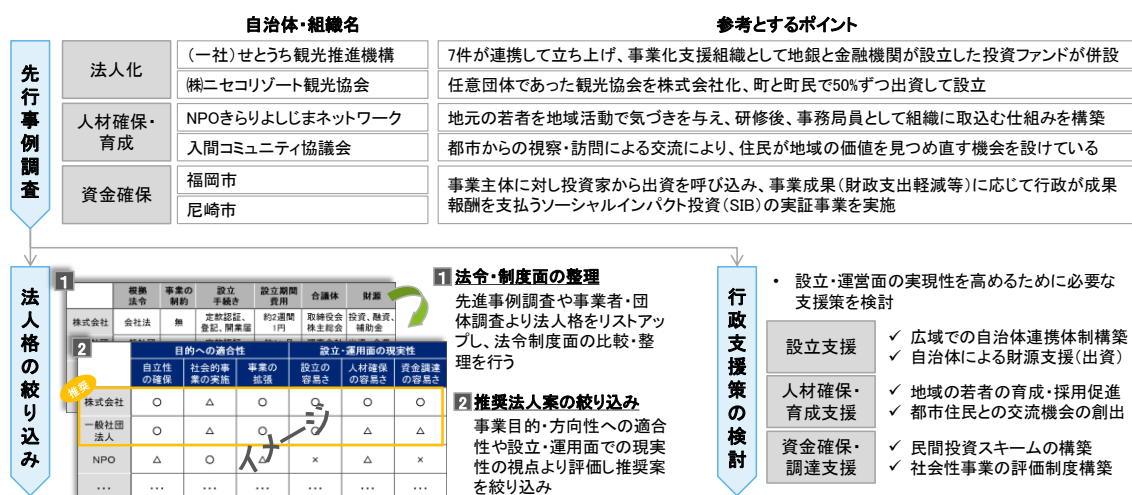 自治体・組織名
参考とするポイント
先行事例調査
法人化
(一社)せとうち観光推進機構
7件が連携して立ち上げ、事業化支援組織として地銀と金融機関が設立した投資ファンドが併設
㈱ニセコリゾート観光協会
任意団体であった観光協会を株式会社化、町と町民で50%ずつ出資して設立
人材確保・
育成
NPOきらりよしじまネットワーク
地元の若者を地域活動で気づきを与え、研修後、事務局員として組織に取込む仕組みを構築
入間コミュニティ協議会
都市からの視察・訪問による交流により、住民が地域の価値を見つめ直す機会を設けている
資金確保
福岡市
尼崎市
事業主体に対し投資家から出資を呼び込み、事業成果(財政支出軽減等)に応じて行政が成果
報酬を支払うソーシャルインパクト投資(SIB)の実証事業を実施
法人格の絞り込み
1
根拠
法令
事業の
制約
設立
手続き
設立期間
費用
合議体
財源
株式会社
会社法
無
定款認証、
登記、開業届
約2週間
1円
取締役会
株主総会
投資、融資、
補助金
2
目的への適合性
設立・運用面の現実性
自立性
の確保
社会的事
業の実施
事業の
拡張
設立の
容易さ
人材確保
の容易さ
資金調達
の容易さ
推奨
株式会社 ○ △ ○ ○ ○ ○
一般社団
法人
○ △ ○ ○ △ △
NPO △ ○ △ × △ ×
… … … … … … …
イメージ
1 法令・制度面の整理
先進事例調査や事業者・団
体調査より法人格をリストアッ
プし、法令制度面の比較・整
理を行う
2 推奨法人案の絞り込み
事業目的・方向性への適合
性や設立・運用面での現実
性の視点より評価し推奨案
を絞り込み
行政支援策の検討
• 設立・運営面の実現性を高めるために必要な
支援策を検討
設立支援
✓ 広域での自治体連携体制構築
✓ 自治体による財源支援(出資)
人材確保・
育成支援
✓ 地域の若者の育成・採用促進
✓ 都市住民との交流機会の創出
資金確保・
調達支援
✓ 民間投資スキームの構築
✓ 社会性事業の評価制度構築